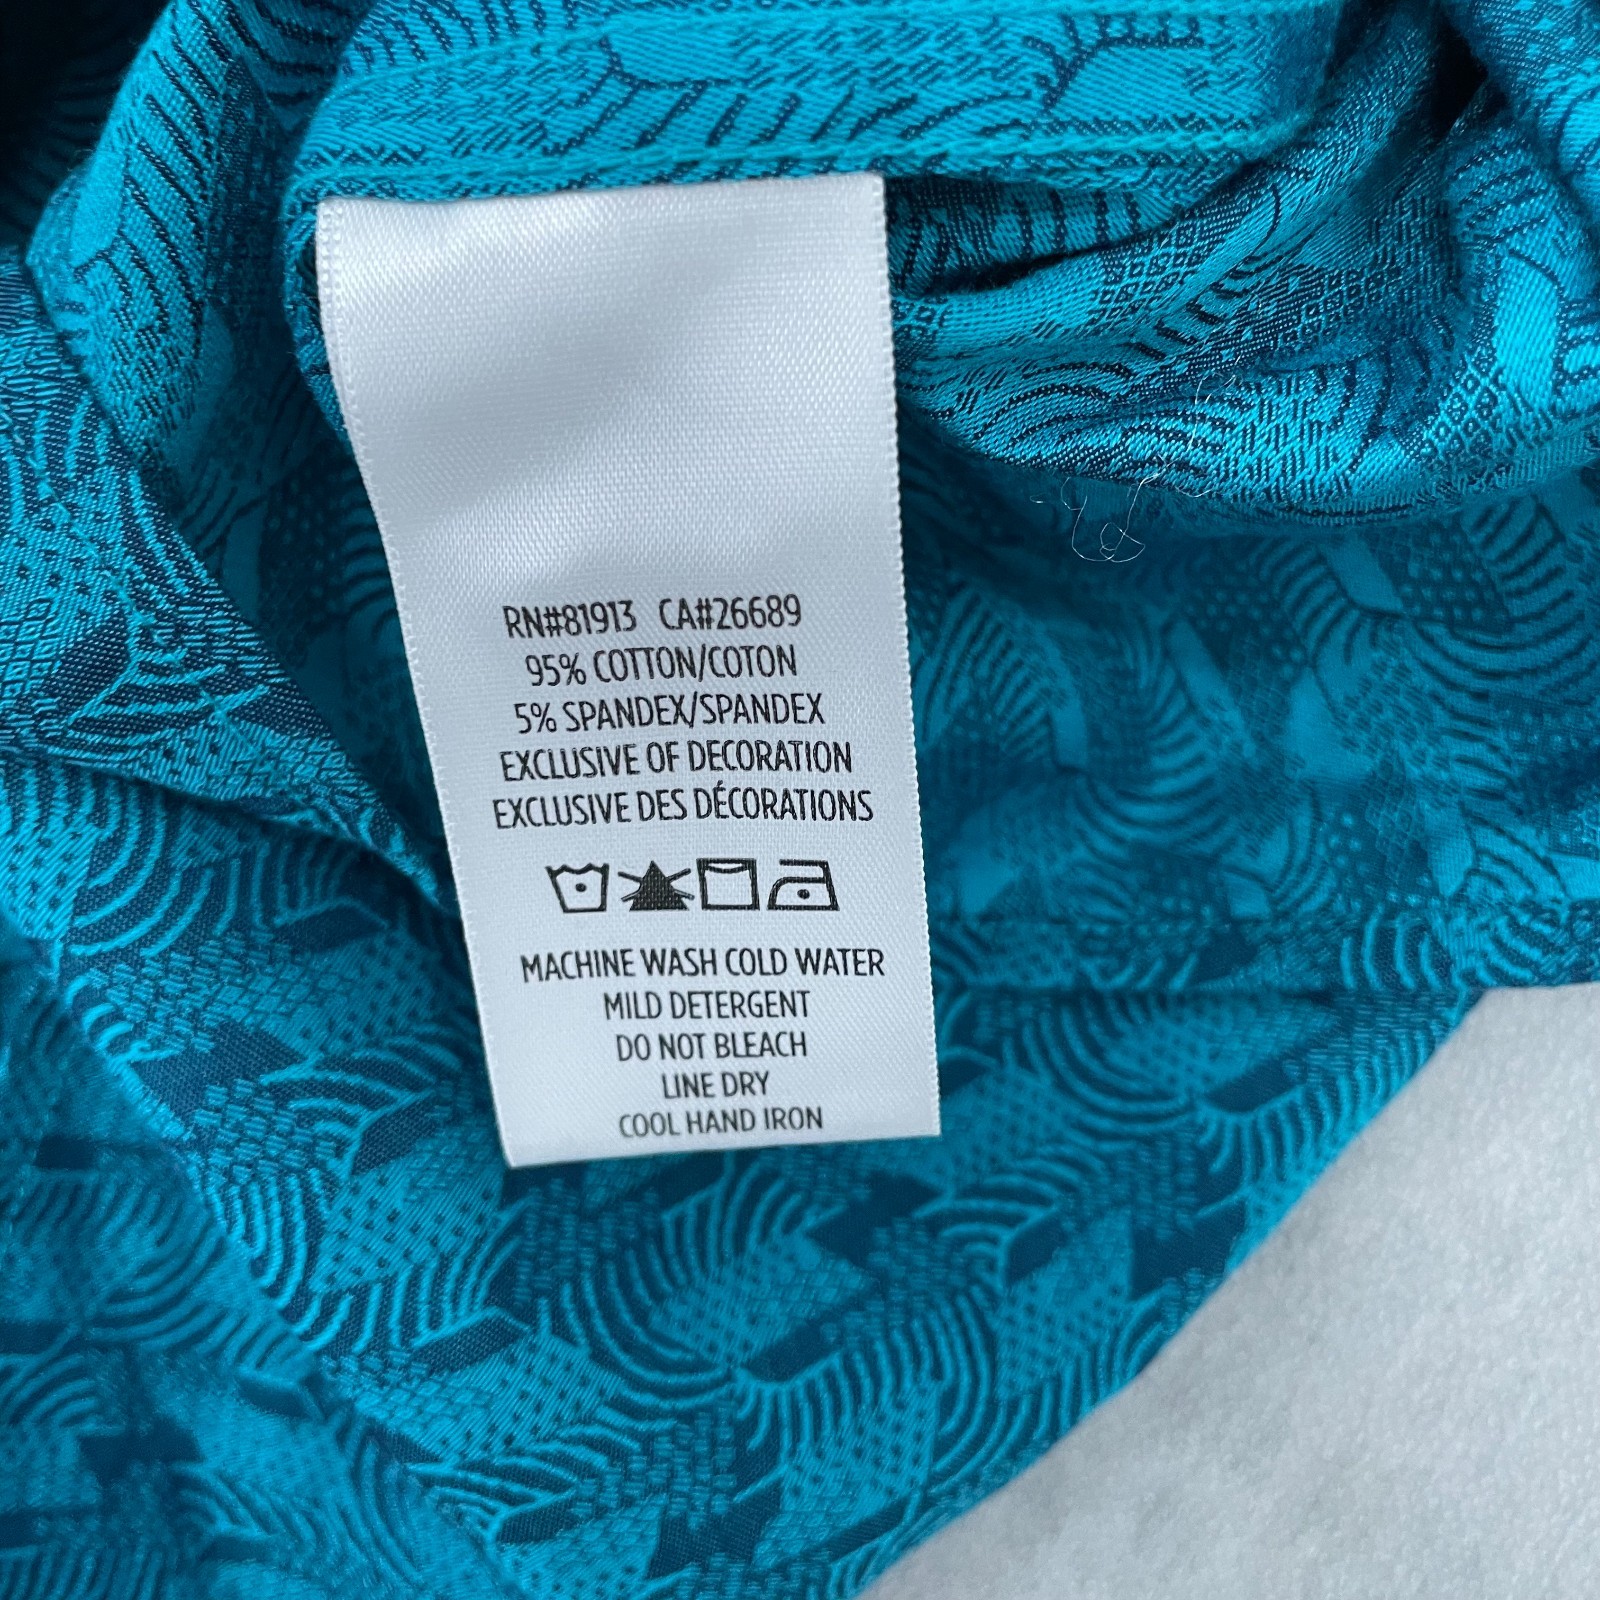 RN#81913 CA#26689
95% COTTON/COTON
5% SPANDEX/SPANDEX
EXCLUSIVE OF DECORATION
EXCLUSIVE DES DÉCORATIONS
MACHINE WASH COLD WATER
MILD DETERGENT
DO NOT BLEACH
LINE DRY
COOL HAND IRON